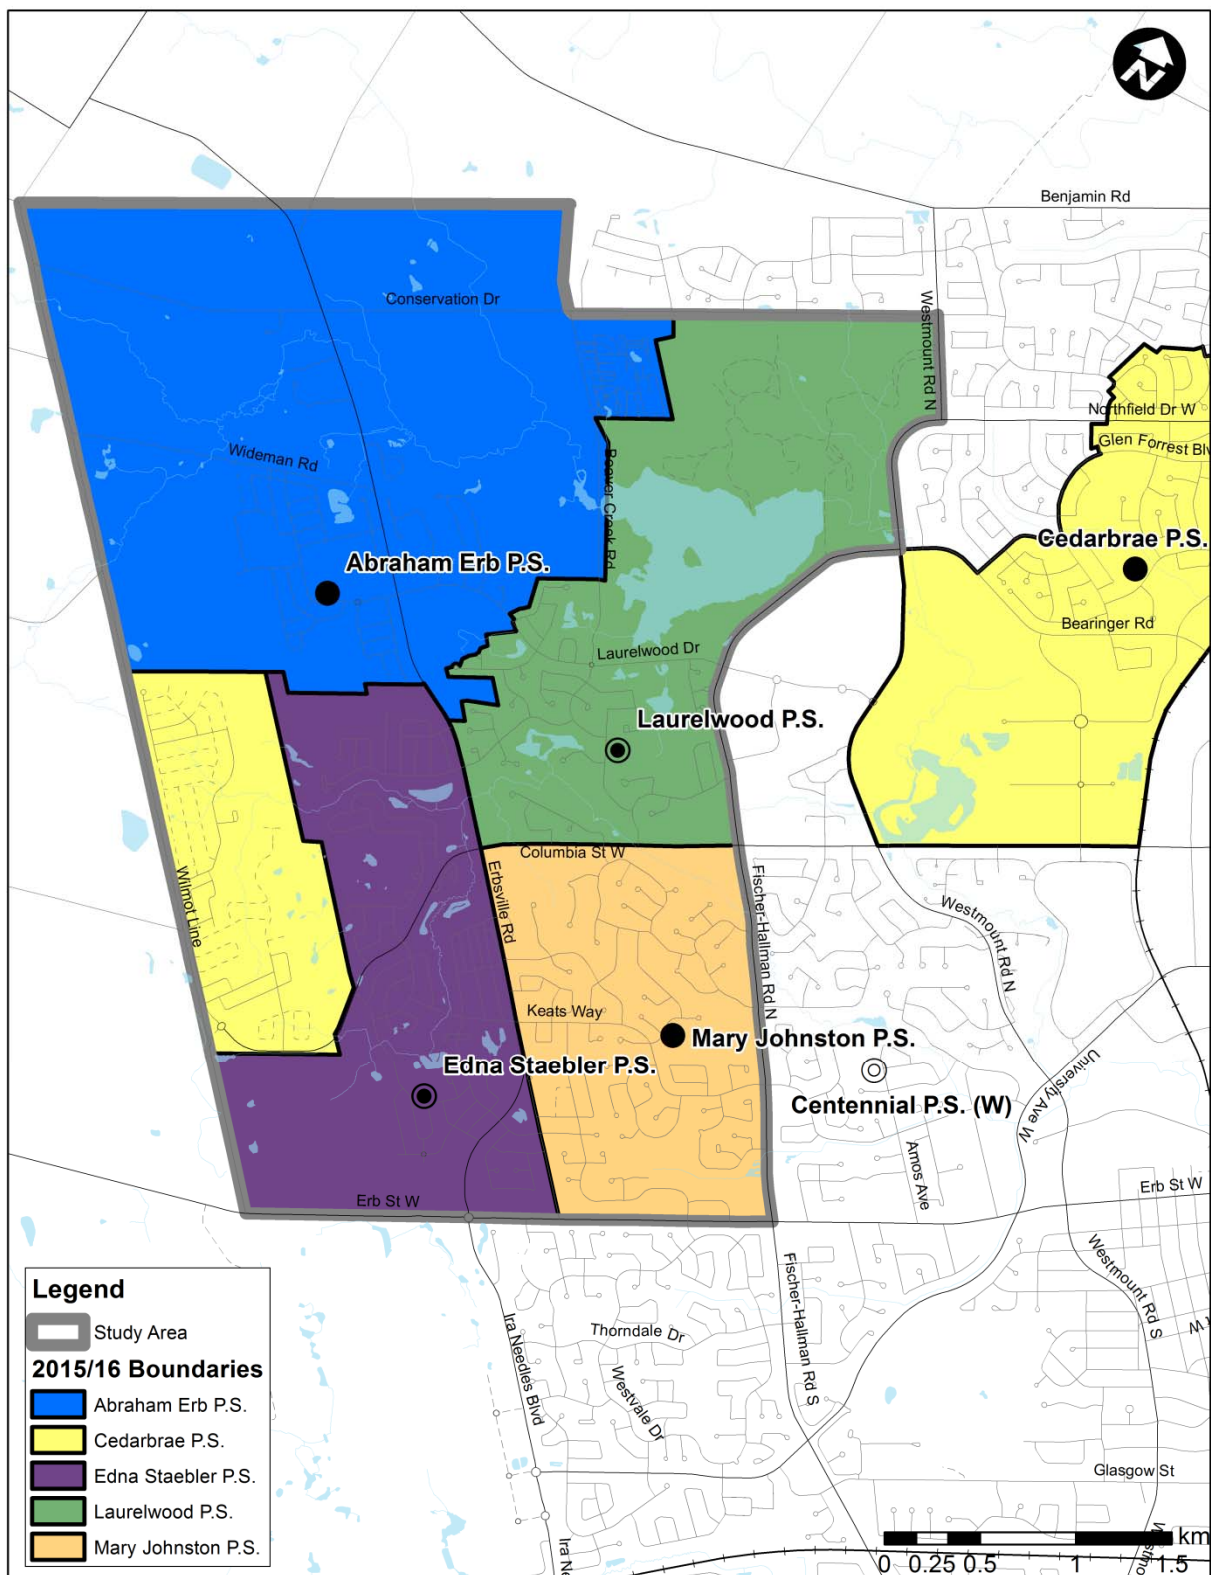 N
Benjamin Rd
Conservation Dr
Westmount Rd N
Northfield Dr W
Glen Forrest Blv
Wideman Rd
Beaver Creek Rd
Cedarbrae P.S.
Abraham Erb P.S.
Bearinger Rd
Laurelwood Dr
Laurelwood P.S.
Columbia St W
Wilmot Line
Erbsville Rd
Fischer-Hallman Rd N
Westmount Rd N
Keats Way
Mary Johnston P.S.
Edna Staebler P.S.
University Ave W
Centennial P.S. (W)
Amos Ave
Erb St W
Erb St W
Westmount Rd S
Fischer-Hallman Rd S
Ira Needles Blvd
Thorndale Dr
Westvale Dr
Glasgow St
Ira Ne
Westmo
Legend
Study Area
2015/16 Boundaries
Abraham Erb P.S.
Cedarbrae P.S.
Edna Staebler P.S.
Laurelwood P.S.
Mary Johnston P.S.
km
0 0.25 0.5 1 1.5